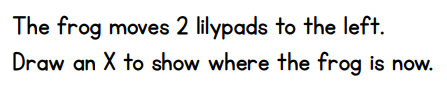 The frog moves 2 lilypads to the left.
Draw an X to show where the frog is now.